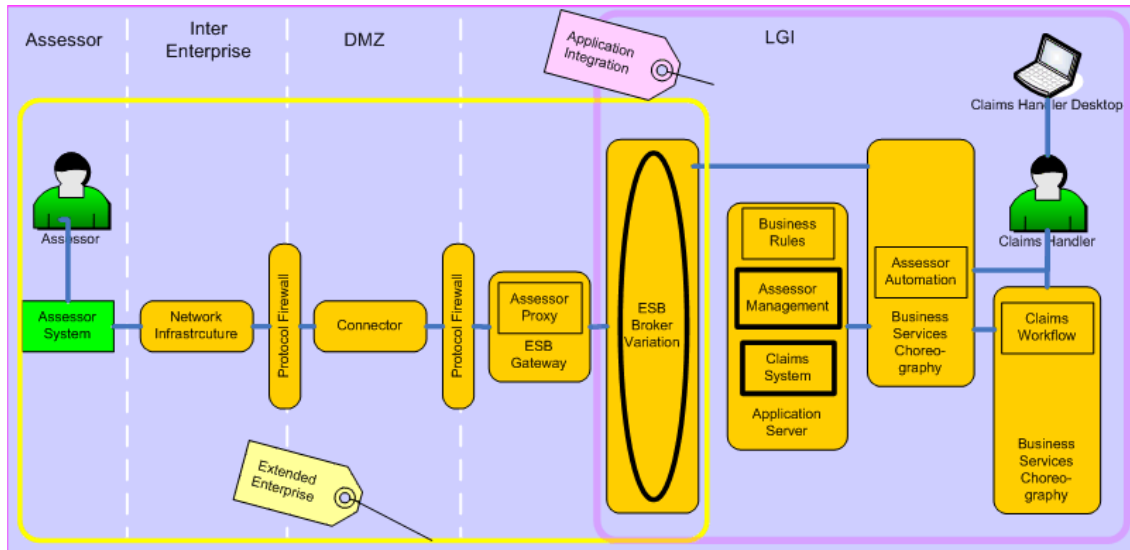 Assessor
Inter
Enterprise
DMZ
Application
Integration
LGI
Claims Handler Desktop
Assessor
Claims Handler
Assessor
System
Network
Infrastrcuture
Protocol Firewall
Connector
Protocol Firewall
Assessor
Proxy
ESB
Gateway
ESB
Broker
Variation
Business
Rules
Assessor
Management
Claims
System
Application
Server
Assessor
Automation
Business
Services
Choreo-
graphy
Claims
Workflow
Business
Services
Choreo-
graphy
Extended
Enterprise